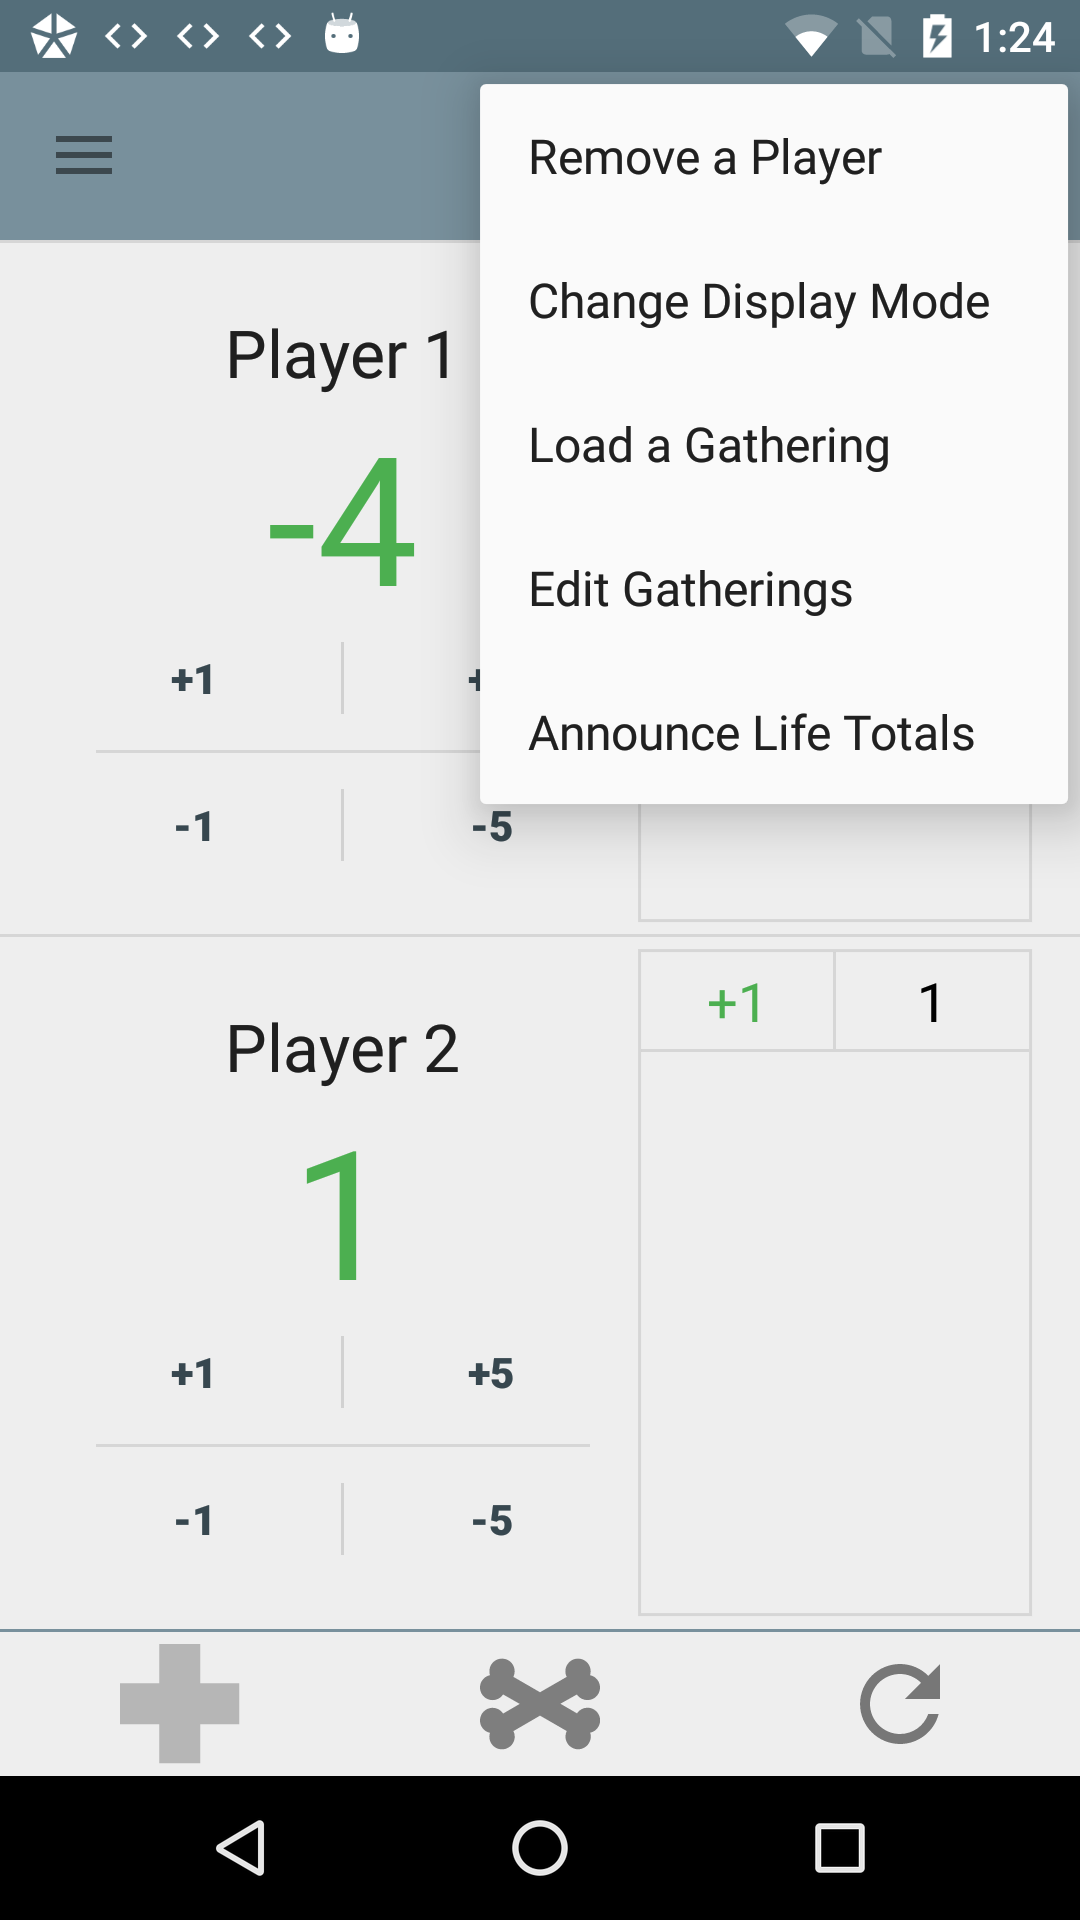 1:24
Remove a Player
Change Display Mode
Load a Gathering
Edit Gatherings
Announce Life Totals
Player 1
-4
+1
-1 -5
+1 1
Player 2
1
+1 +5
-1 -5